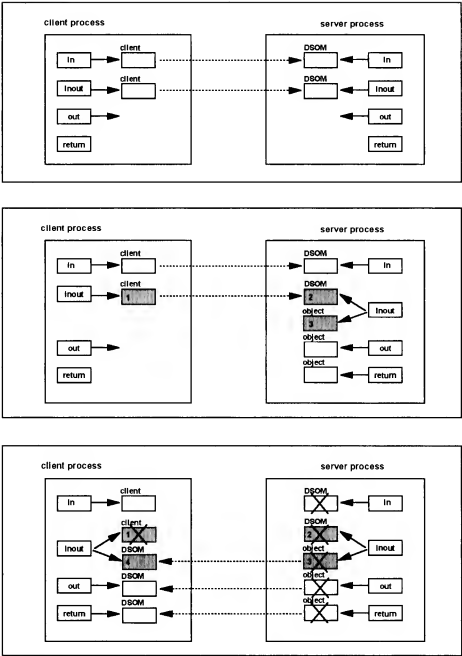 client process server process
client DSOM
In In
client DSOM
Inout Inout
out out
return return
client process server process
client DSOM
In In
client DSOM
Inout 1 2
object Inout
3
object
out out
object
return return
client process server process
client DSOM
In In
client DSOM
1 2
Inout DSOM object Inout
4 3
DSOM object
out out
DSOM object
return return